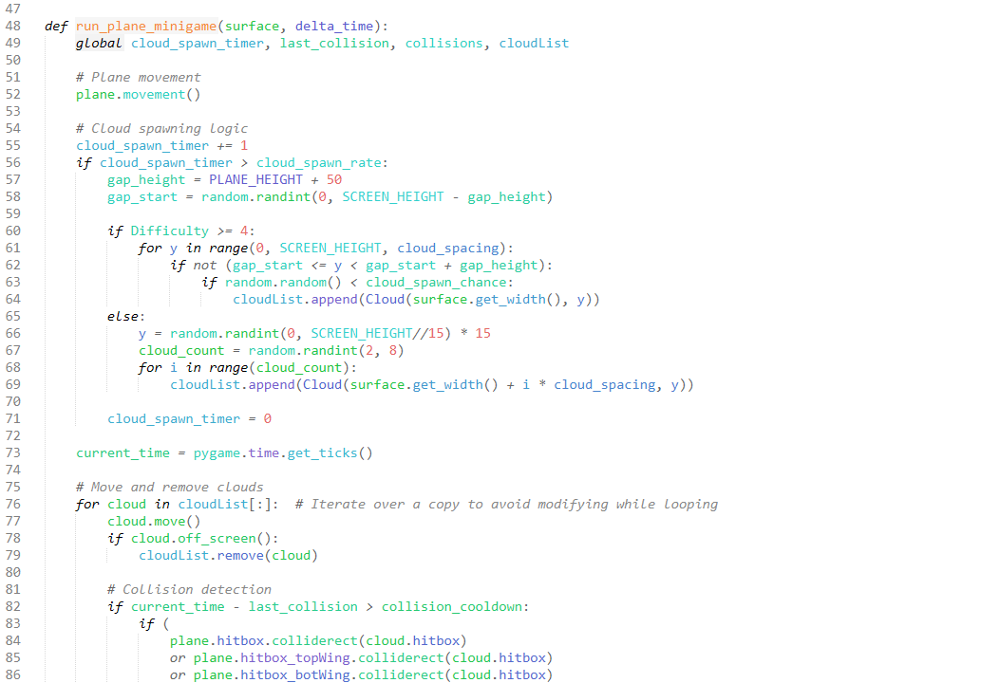 47
48 def run_plane_minigame(surface, delta_time):
49     global cloud_spawn_timer, last_collision, collisions, cloudList
50
51     # Plane movement
52     plane.movement()
53
54     # Cloud spawning logic
55     cloud_spawn_timer += 1
56     if cloud_spawn_timer > cloud_spawn_rate:
57         gap_height = PLANE_HEIGHT + 50
58         gap_start = random.randint(0, SCREEN_HEIGHT - gap_height)
59
60         if Difficulty >= 4:
61             for y in range(0, SCREEN_HEIGHT, cloud_spacing):
62                 if not (gap_start <= y < gap_start + gap_height):
63                     if random.random() < cloud_spawn_chance:
64                         cloudList.append(Cloud(surface.get_width(), y))
65         else:
66             y = random.randint(0, SCREEN_HEIGHT//15) * 15
67             cloud_count = random.randint(2, 8)
68             for i in range(cloud_count):
69                 cloudList.append(Cloud(surface.get_width() + i * cloud_spacing, y))
70
71         cloud_spawn_timer = 0
72
73     current_time = pygame.time.get_ticks()
74
75     # Move and remove clouds
76     for cloud in cloudList[:]:  # Iterate over a copy to avoid modifying while looping
77         cloud.move()
78         if cloud.off_screen():
79             cloudList.remove(cloud)
80
81         # Collision detection
82         if current_time - last_collision > collision_cooldown:
83             if (
84                 plane.hitbox.colliderect(cloud.hitbox)
85                 or plane.hitbox_topWing.colliderect(cloud.hitbox)
86                 or plane.hitbox_botWing.colliderect(cloud.hitbox)